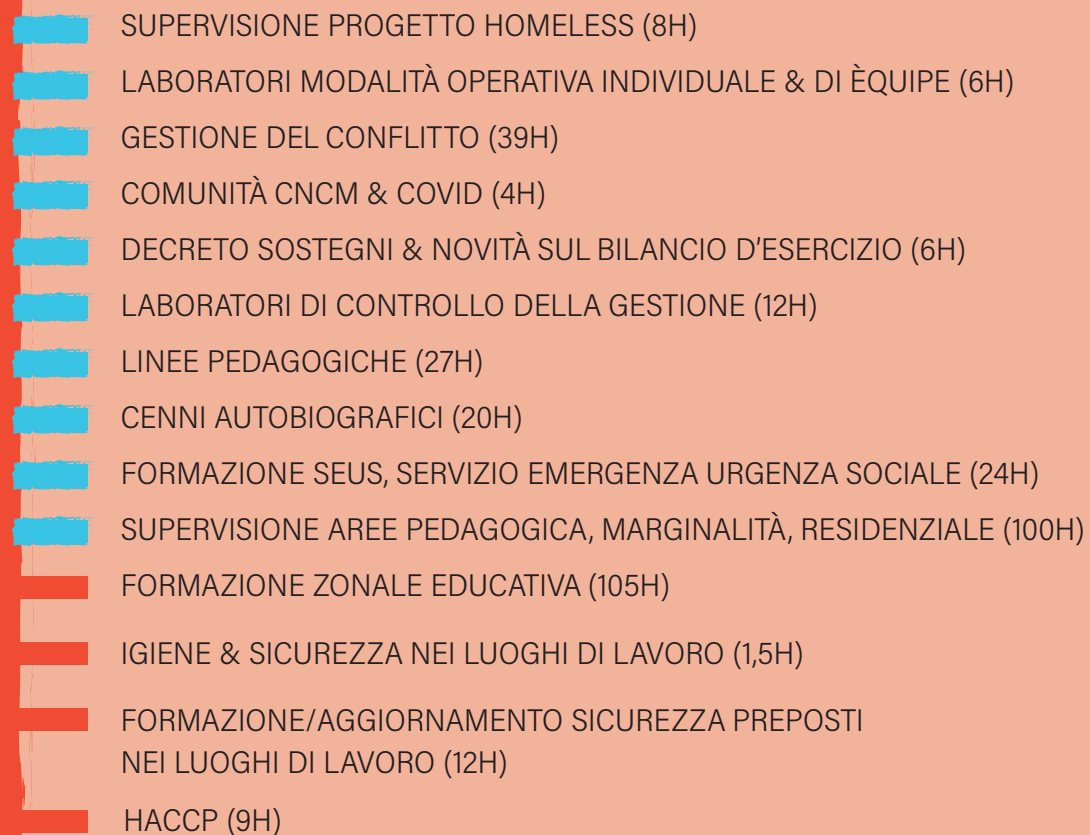 SUPERVISIONE PROGETTO HOMELESS (8H)
LABORATORI MODALITÀ OPERATIVA INDIVIDUALE & DI ÈQUIPE (6H)
GESTIONE DEL CONFLITTO (39H)
COMUNITÀ CNCM & COVID (4H)
DECRETO SOSTEGNI & NOVITÀ SUL BILANCIO D'ESERCIZIO (6H)
LABORATORI DI CONTROLLO DELLA GESTIONE (12H)
LINEE PEDAGOGICHE (27H)
CENNI AUTOBIOGRAFICI (20H)
FORMAZIONE SEUS, SERVIZIO EMERGENZA URGENZA SOCIALE (24H)
SUPERVISIONE AREE PEDAGOGICA, MARGINALITÀ, RESIDENZIALE (100H)
FORMAZIONE ZONALE EDUCATIVA (105H)
IGIENE & SICUREZZA NEI LUOGHI DI LAVORO (1,5H)
FORMAZIONE/AGGIORNAMENTO SICUREZZA PREPOSTI
NEI LUOGHI DI LAVORO (12H)
HACCP (9H)